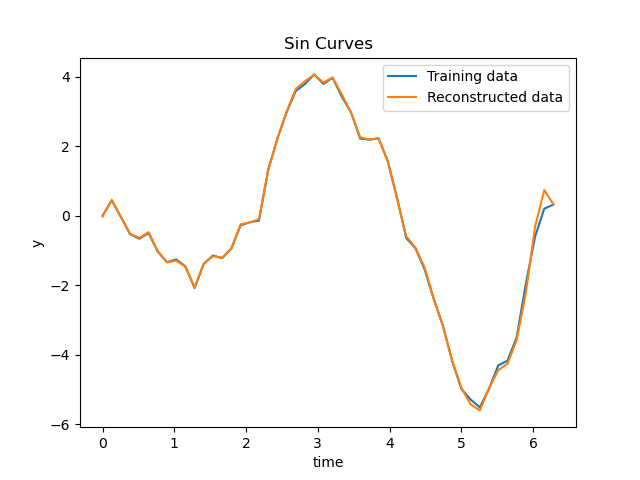 Sin Curves
Training data
Reconstructed data
y
4
2
0
−2
−4
−6
0 1 2 3 4 5 6
time